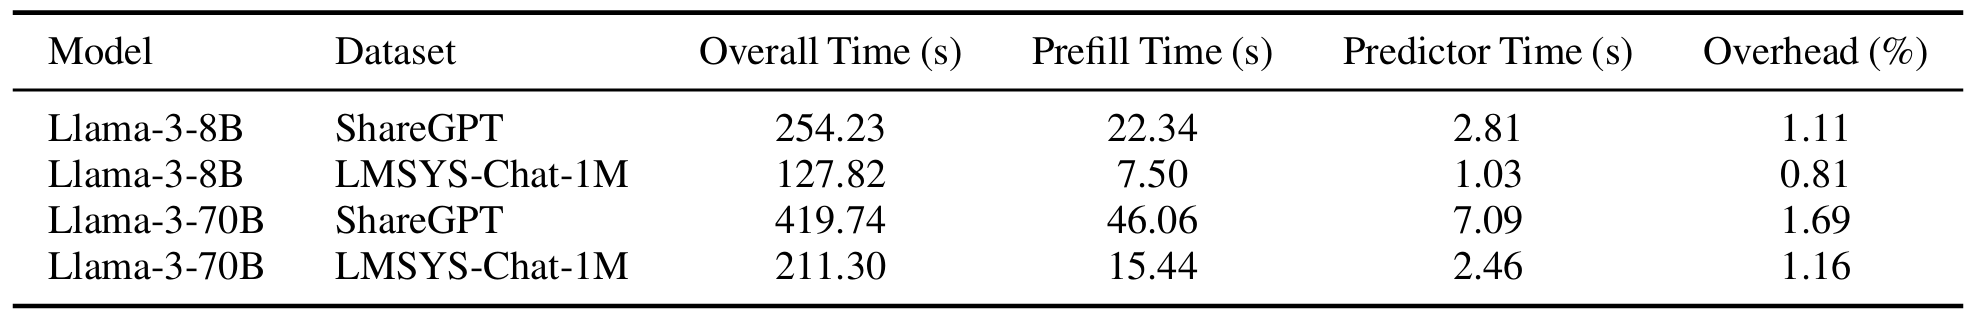 Model Dataset Overall Time (s) Prefill Time (s) Predictor Time (s) Overhead (%)
Llama-3-8B ShareGPT 254.23 22.34 2.81 1.11
Llama-3-8B LMSYS-Chat-1M 127.82 7.50 1.03 0.81
Llama-3-70B ShareGPT 419.74 46.06 7.09 1.69
Llama-3-70B LMSYS-Chat-1M 211.30 15.44 2.46 1.16